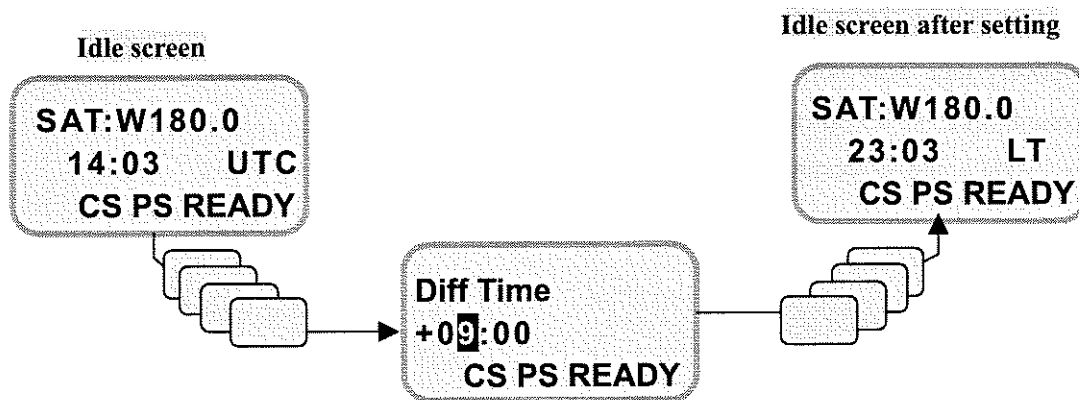 Idle screen
SAT:W180.0
14:03 UTC
CS PS READY
Diff Time
+09:00
CS PS READY
Idle screen after setting
SAT:W180.0
23:03 LT
CS PS READY